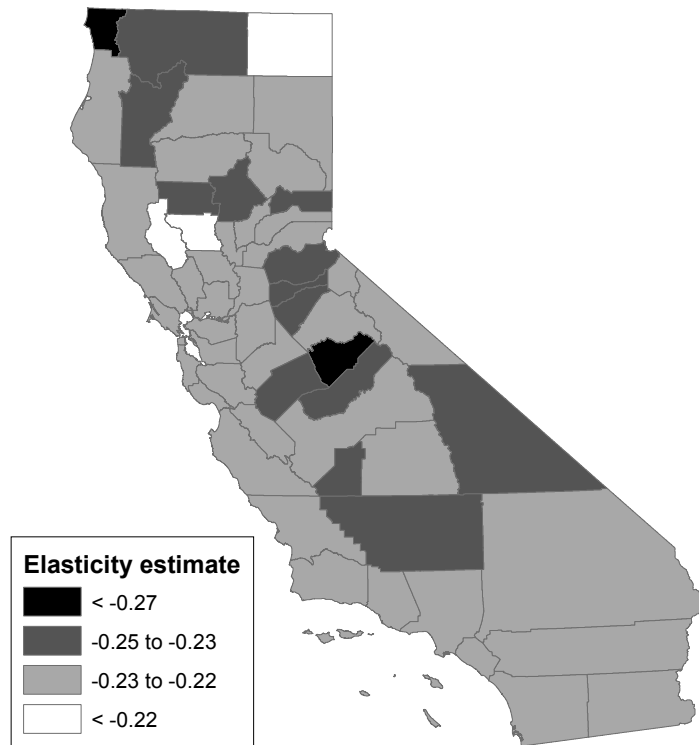 Elasticity estimate
< -0.27
-0.25 to -0.23
-0.23 to -0.22
< -0.22